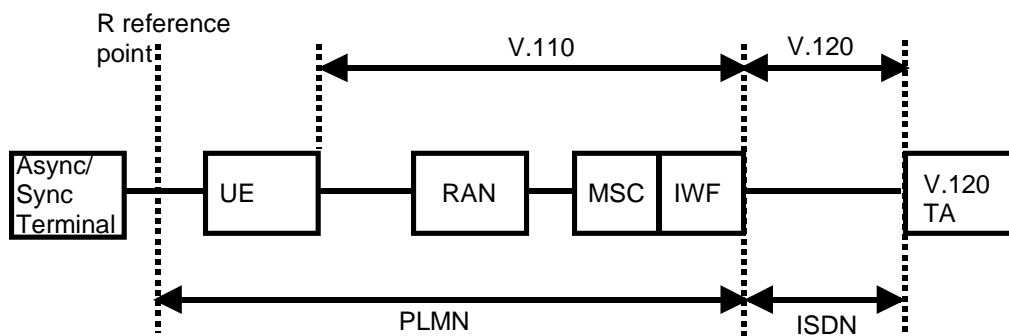 R reference
point
V.110
V.120
Async/
Sync
Terminal
UE
RAN
MSC
IWF
V.120
TA
PLMN
ISDN